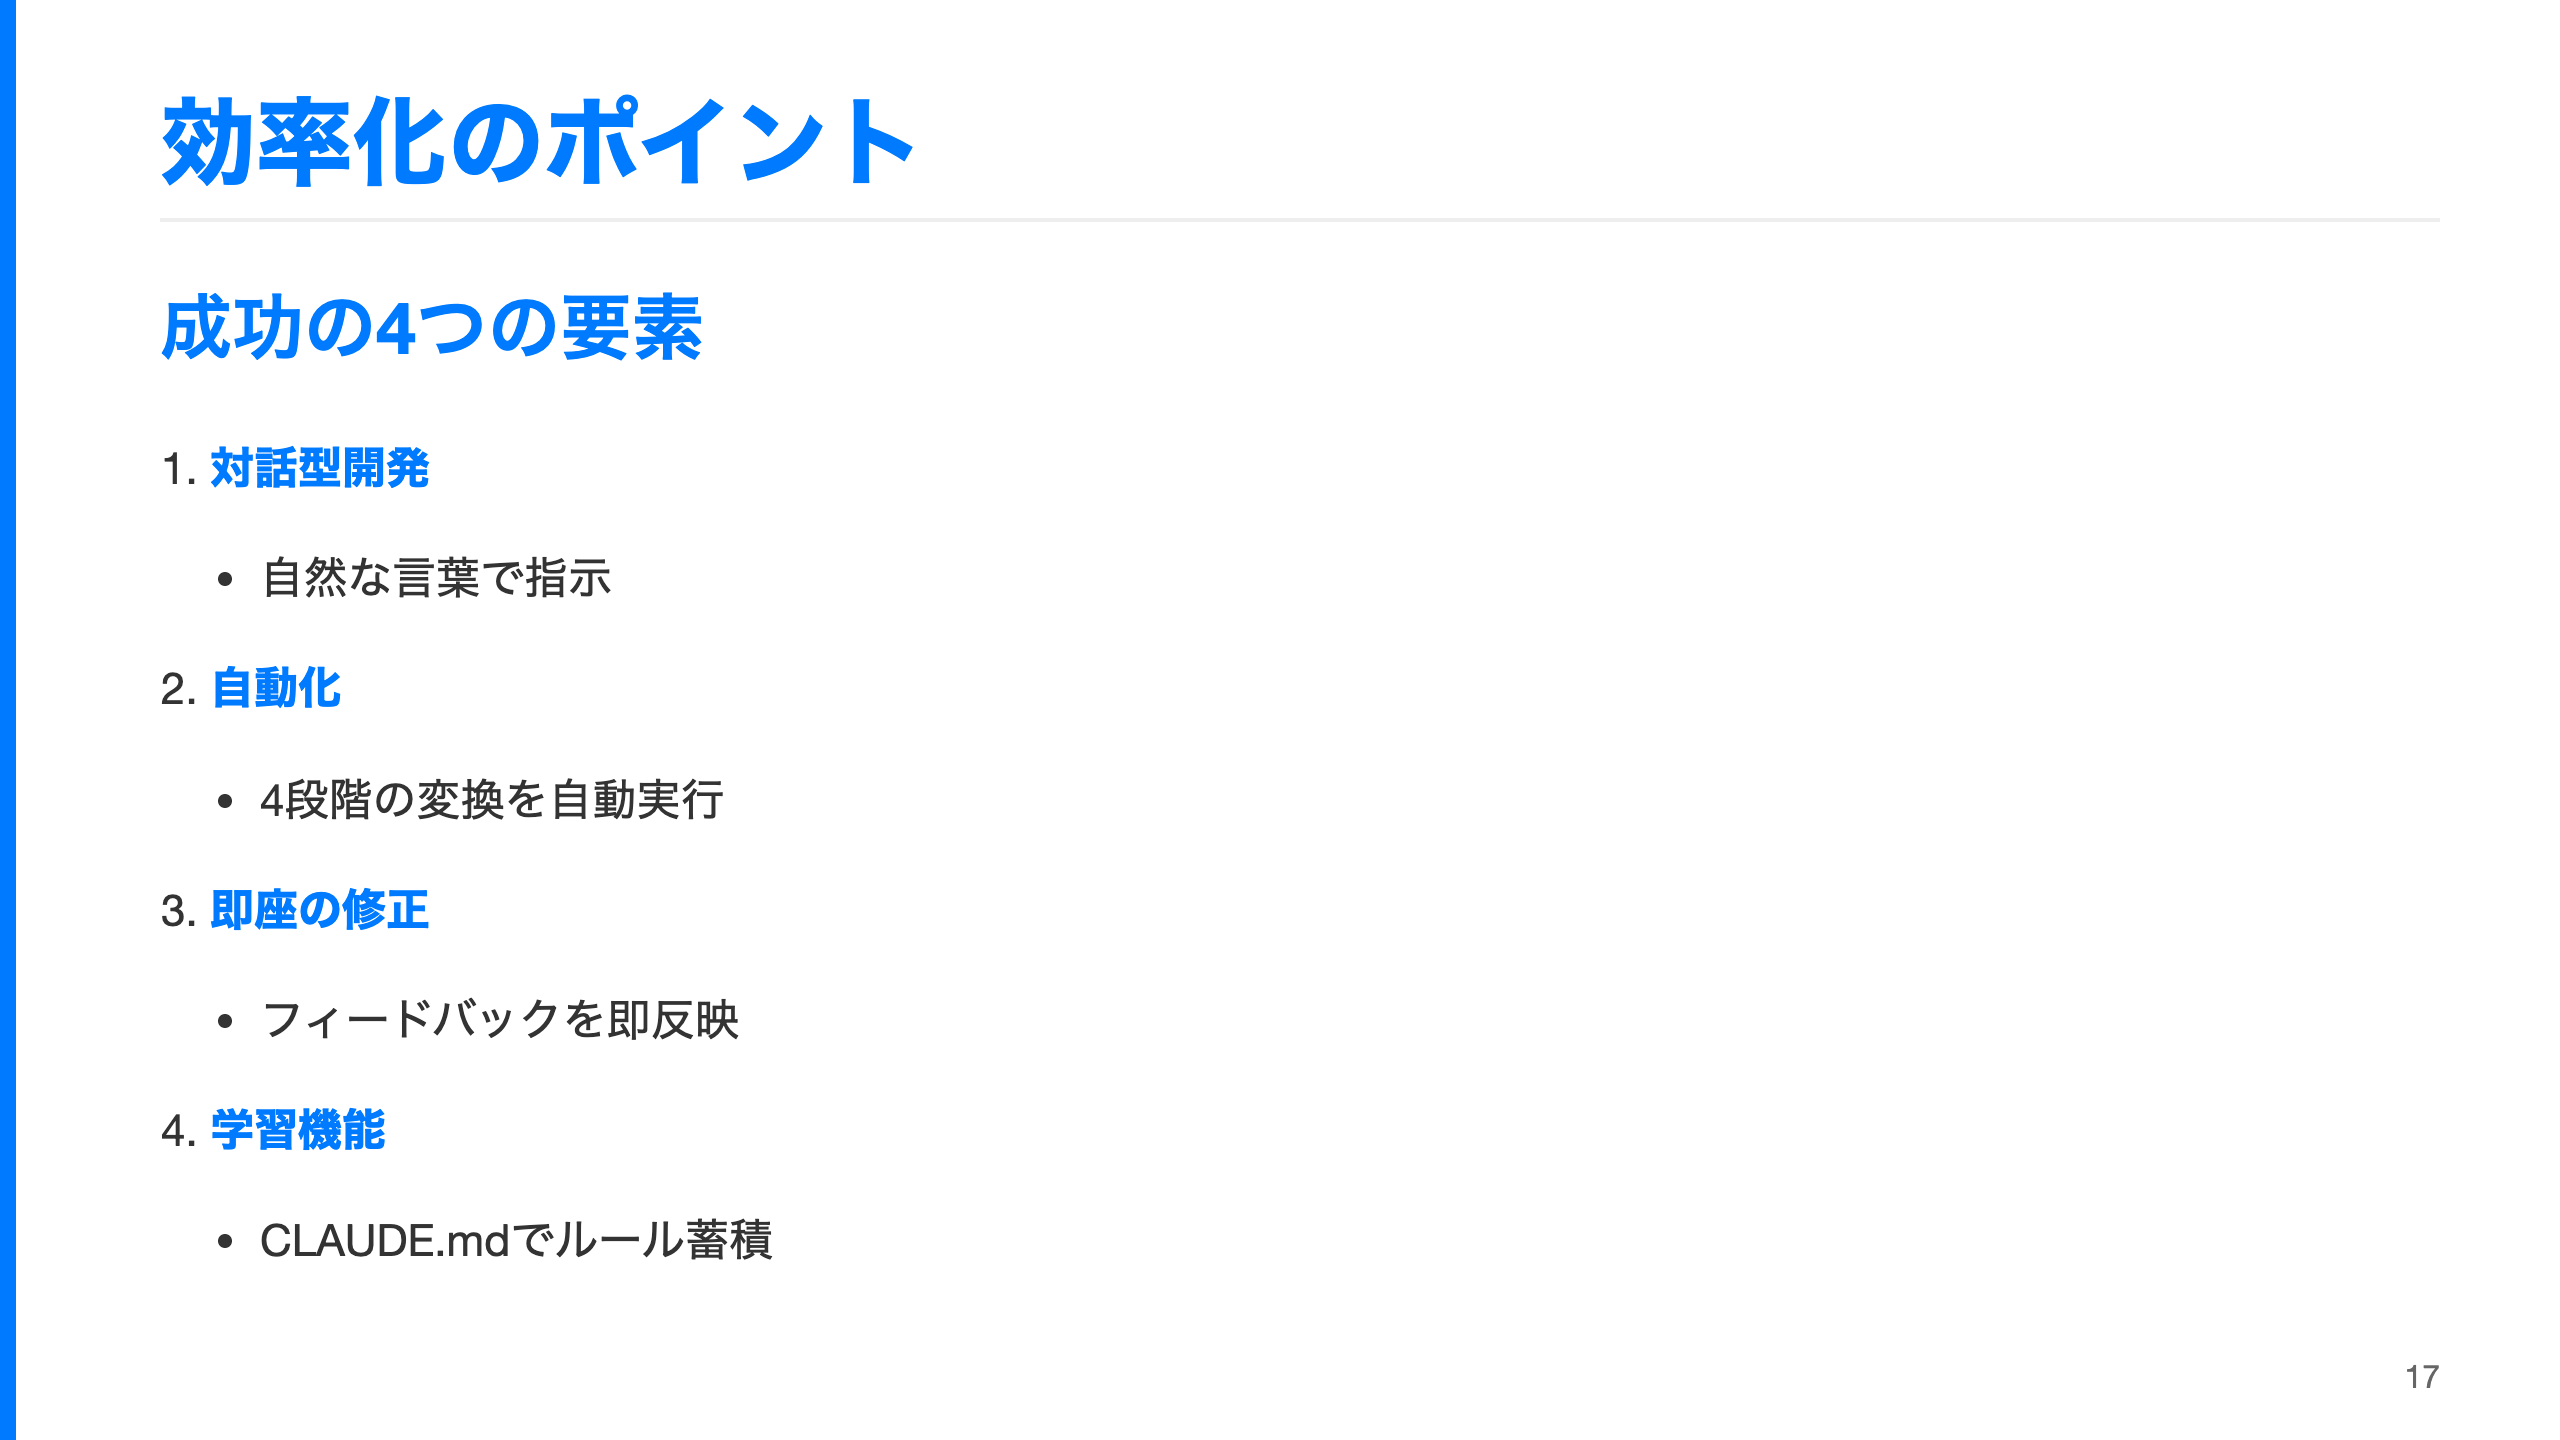 効率化のポイント
成功の4つの要素
1. 対話型開発
• 自然な言葉で指示
2. 自動化
• 4段階の変換を自動実行
3. 即座の修正
• フィードバックを即反映
4. 学習機能
• CLAUDE.mdでルール蓄積
17